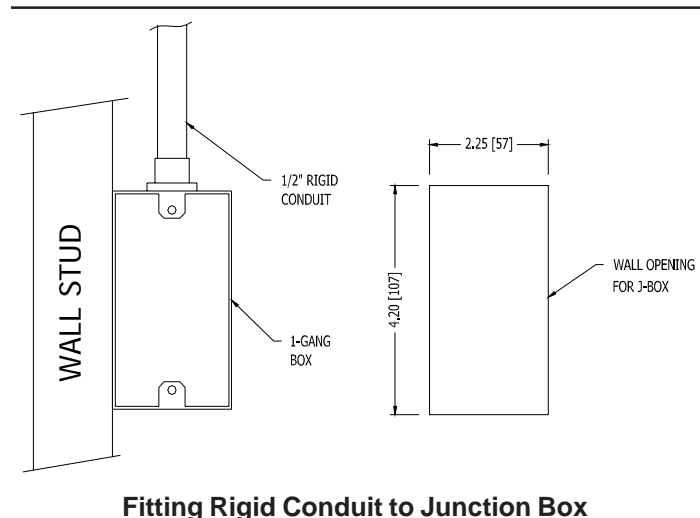 WALL STUD
1/2" RIGID
CONDUIT
1-GANG
BOX
2.25 [57]
4.20 [107]
WALL OPENING
FOR J-BOX
Fitting Rigid Conduit to Junction Box